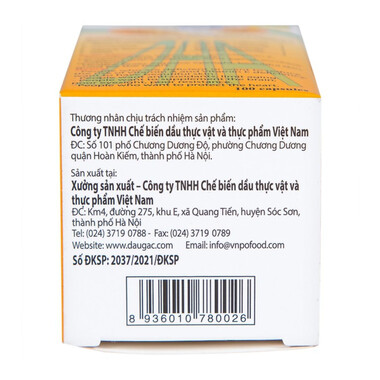 DHA
100 capsules
Thương nhân chịu trách nhiệm sản phẩm:
Công ty TNHH Chế biến dầu thực vật và thực phẩm Việt Nam
ĐC: Số 101 phố Chương Dương Độ, phường Chương Dương
quận Hoàn Kiếm, thành phố Hà Nội.
Sản xuất tại:
Xưởng sản xuất – Công ty TNHH Chế biến dầu thực vật và
thực phẩm Việt Nam
ĐC: Km4, đường 275, khu E, xã Quang Tiến, huyện Sóc Sơn,
thành phố Hà Nội
Tel: (024) 3719 0788 - Fax: (024) 3719 0789
Website: www.daugac.com Email: info@vnpofood.com
Số ĐKSP: 2037/2021/ĐKSP
8 936010 780026